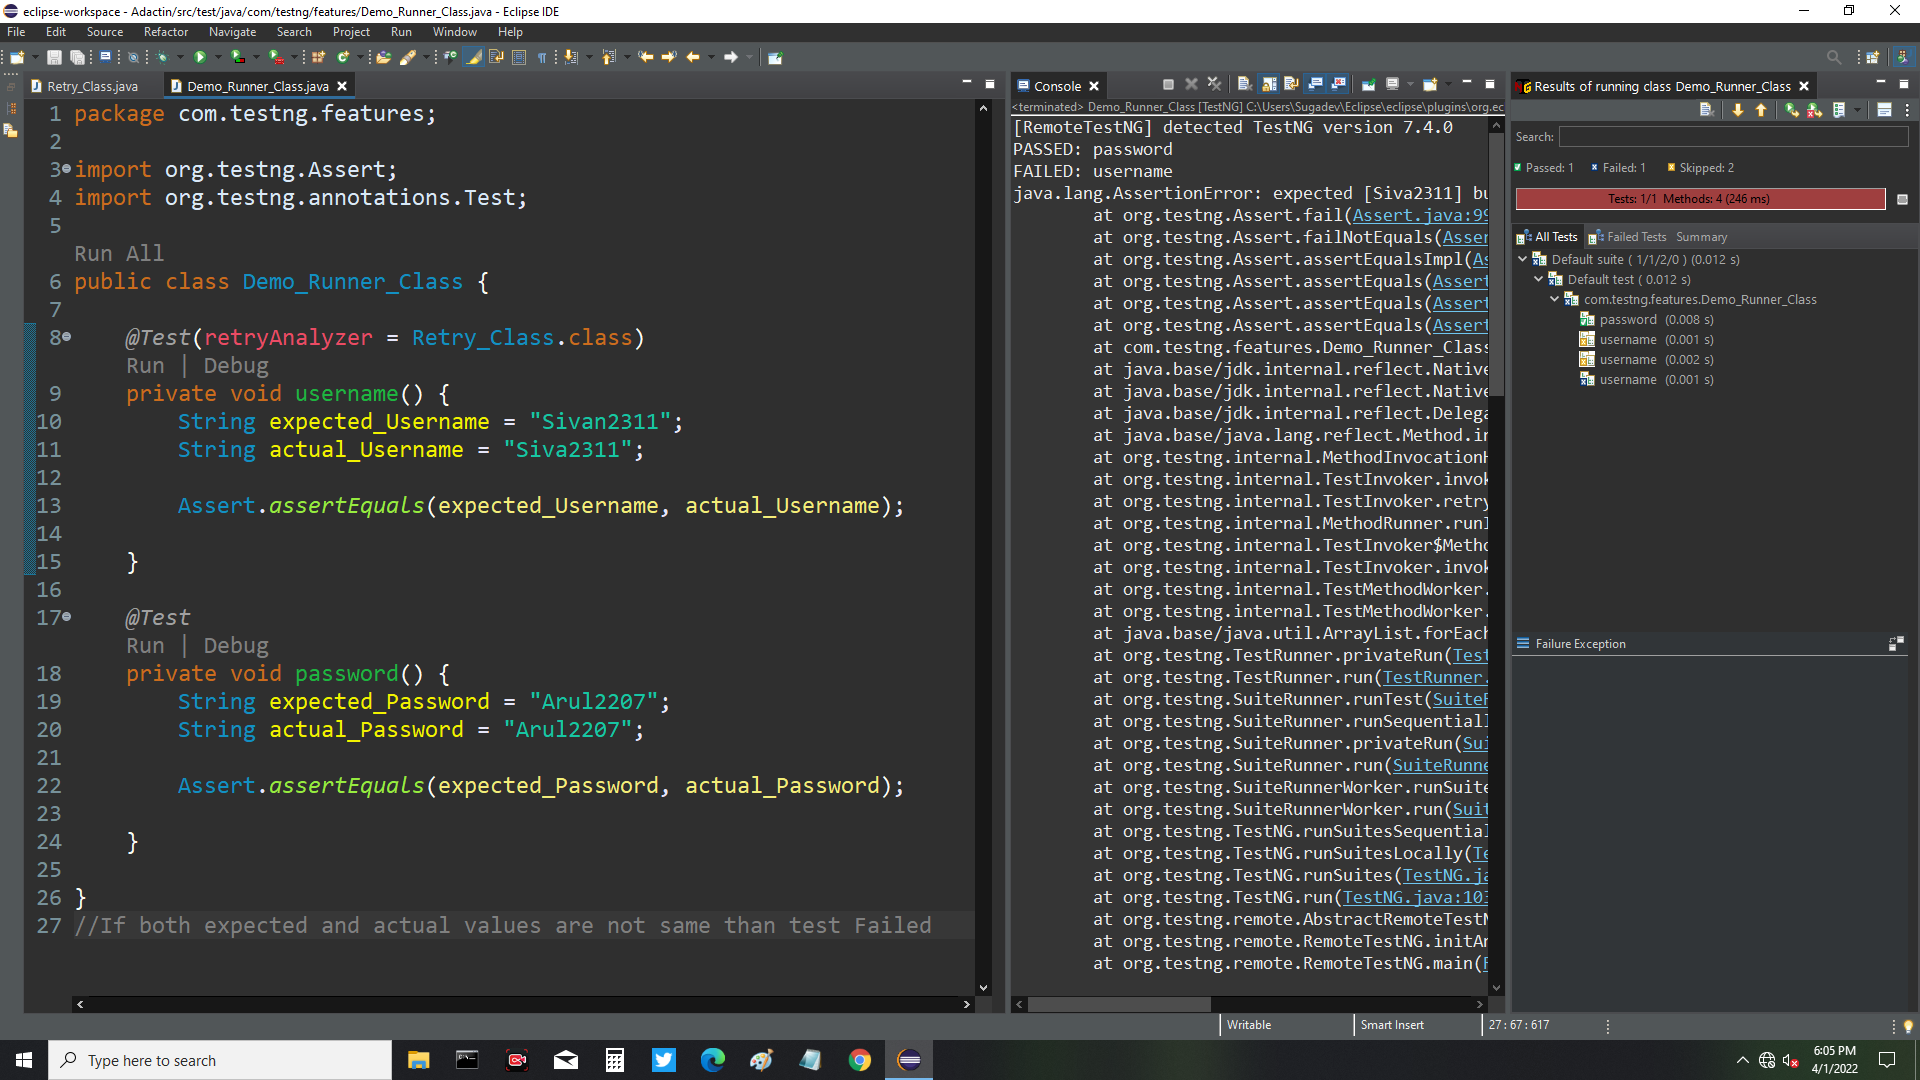 eclipse-workspace - Adactin/src/test/java/com/testng/features/Demo_Runner_Class.java - Eclipse IDE
File Edit Source Refactor Navigate Search Project Run Window Help
Retry_Class.java
Demo_Runner_Class.java
1 package com.testng.features;
2
3 import org.testng.Assert;
4 import org.testng.annotations.Test;
5
Run All
6 public class Demo_Runner_Class {
7
8 @Test(retryAnalyzer = Retry_Class.class)
Run | Debug
9 private void username() {
10 String expected_Username = "Sivan2311";
11 String actual_Username = "Siva2311";
12
13 Assert.assertEquals(expected_Username, actual_Username);
14
15 }
16
17 @Test
Run | Debug
18 private void password() {
19 String expected_Password = "Arul2207";
20 String actual_Password = "Arul2207";
21
22 Assert.assertEquals(expected_Password, actual_Password);
23
24 }
25
26 }
27 //If both expected and actual values are not same than test Failed
Console
<terminated> Demo_Runner_Class [TestNG] C:\Users\Sugadev\Eclipse\eclipse\plugins\org.ec
[RemoteTestNG] detected TestNG version 7.4.0
PASSED: password
FAILED: username
java.lang.AssertionError: expected [Siva2311] bu
at org.testng.Assert.fail(Assert.java:99
at org.testng.Assert.failNotEquals(Asser
at org.testng.Assert.assertEqualsImpl(As
at org.testng.Assert.assertEquals(Assert
at org.testng.Assert.assertEquals(Assert
at org.testng.Assert.assertEquals(Assert
at com.testng.features.Demo_Runner_Class
at java.base/jdk.internal.reflect.Native
at java.base/jdk.internal.reflect.Native
at java.base/jdk.internal.reflect.Delega
at java.base/java.lang.reflect.Method.in
at org.testng.internal.MethodInvocationH
at org.testng.internal.TestInvoker.invok
at org.testng.internal.TestInvoker.retry
at org.testng.internal.MethodRunner.runI
at org.testng.internal.TestInvoker$Metho
at org.testng.internal.TestInvoker.invok
at org.testng.internal.TestMethodWorker.
at org.testng.internal.TestMethodWorker.
at java.base/java.util.ArrayList.forEach
at org.testng.TestRunner.privateRun(Test
at org.testng.TestRunner.run(TestRunner.
at org.testng.SuiteRunner.runTest(SuiteR
at org.testng.SuiteRunner.runSequentiall
at org.testng.SuiteRunner.privateRun(Sui
at org.testng.SuiteRunner.run(SuiteRunne
at org.testng.SuiteRunnerWorker.runSuite
at org.testng.SuiteRunnerWorker.run(Suit
at org.testng.TestNG.runSuitesSequential
at org.testng.TestNG.runSuitesLocally(Te
at org.testng.TestNG.runSuites(TestNG.ja
at org.testng.TestNG.run(TestNG.java:103
at org.testng.remote.AbstractRemoteTestN
at org.testng.remote.RemoteTestNG.initAn
at org.testng.remote.RemoteTestNG.main(R
Results of running class Demo_Runner_Class
Search:
Passed: 1 Failed: 1 Skipped: 2
Tests: 1/1 Methods: 4 (246 ms)
All Tests Failed Tests Summary
Default suite ( 1/1/2/0 ) (0.012 s)
Default test ( 0.012 s)
com.testng.features.Demo_Runner_Class
password (0.008 s)
username (0.001 s)
username (0.002 s)
username (0.001 s)
Failure Exception
Writable
Smart Insert
27 : 67 : 617
Type here to search
6:05 PM
4/1/2022